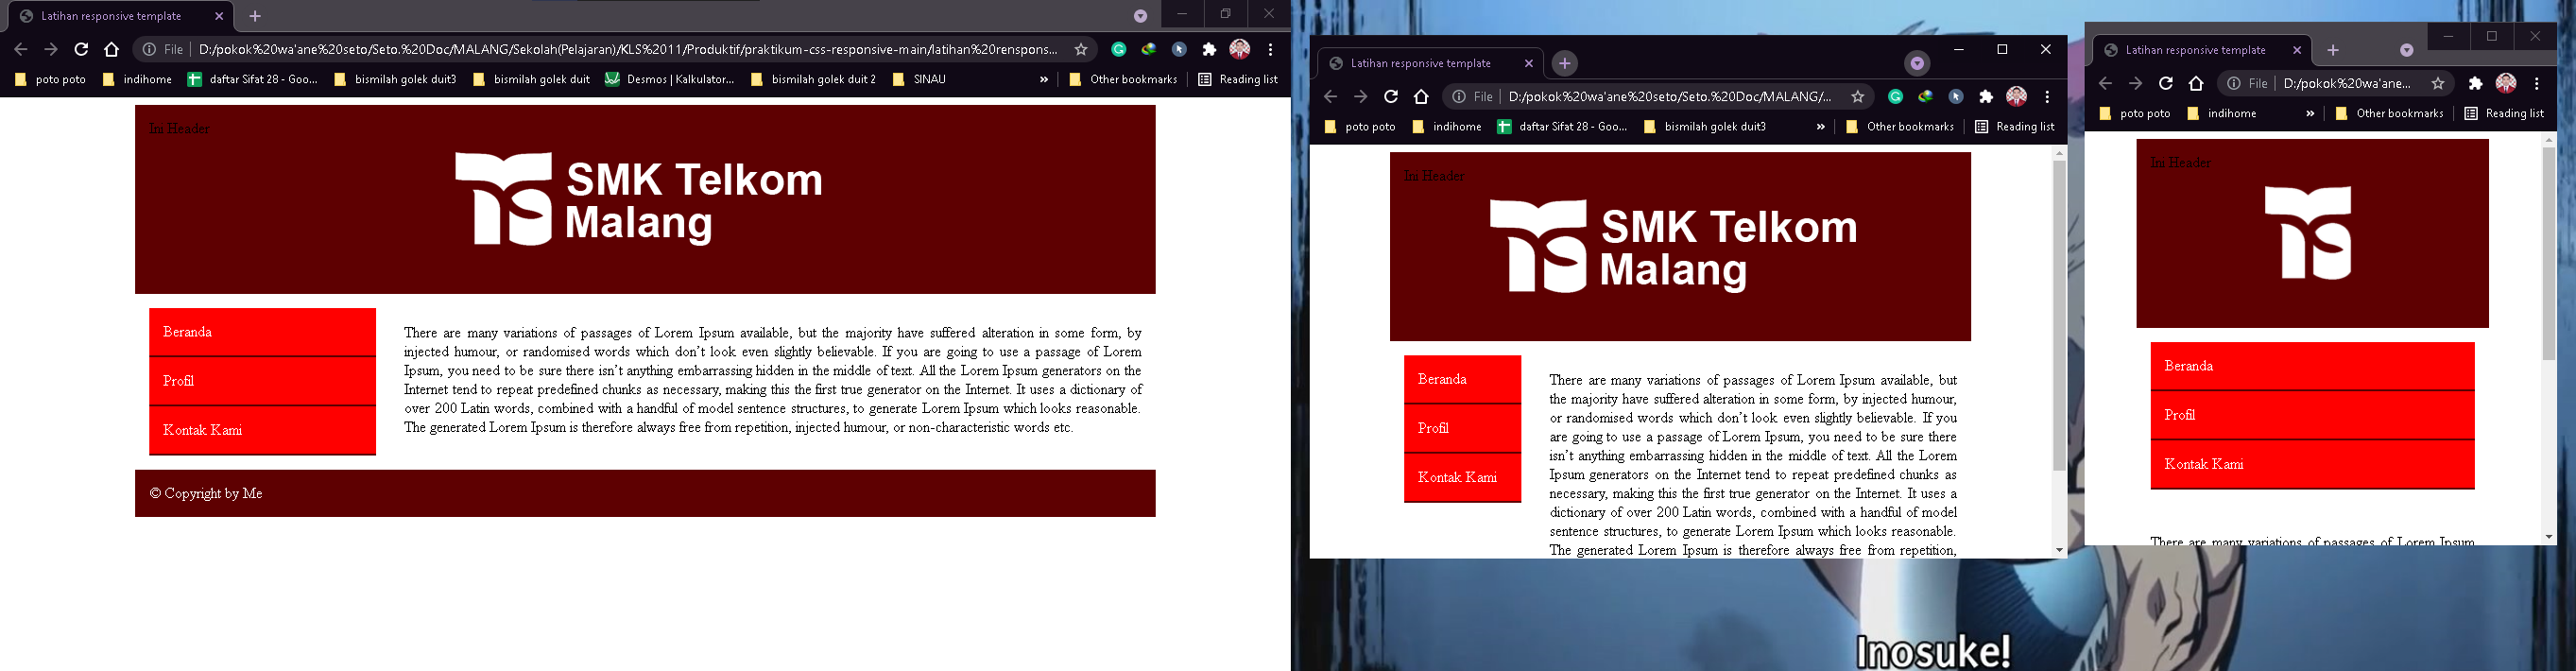 Latihan responsive template
File
D:/pokok%20wa'ane%20seto/Seto.%20Doc/MALANG/Sekolah(Pelajaran)/KLS%2011/Produktif/praktikum-css-responsive-main/latihan%20renspons...
poto poto
indihome
daftar Sifat 28 - Goo...
bismilah golek duit3
bismilah golek duit
Desmos | Kalkulator...
bismilah golek duit 2
SINAU
»
Other bookmarks
Reading list
Ini Header
SMK Telkom
Malang
Beranda
Profil
Kontak Kami
There are many variations of passages of Lorem Ipsum available, but the majority have suffered alteration in some form, by
injected humour, or randomised words which don’t look even slightly believable. If you are going to use a passage of Lorem
Ipsum, you need to be sure there isn’t anything embarrassing hidden in the middle of text. All the Lorem Ipsum generators on the
Internet tend to repeat predefined chunks as necessary, making this the first true generator on the Internet. It uses a dictionary of
over 200 Latin words, combined with a handful of model sentence structures, to generate Lorem Ipsum which looks reasonable.
The generated Lorem Ipsum is therefore always free from repetition, injected humour, or non-characteristic words etc.
© Copyright by Me
Latihan responsive template
File
D:/pokok%20wa'ane%20seto/Seto.%20Doc/MALANG/...
poto poto
indihome
daftar Sifat 28 - Goo...
bismilah golek duit3
»
Other bookmarks
Reading list
Ini Header
SMK Telkom
Malang
Beranda
Profil
Kontak Kami
There are many variations of passages of Lorem Ipsum available, but
the majority have suffered alteration in some form, by injected humour,
or randomised words which don’t look even slightly believable. If you
are going to use a passage of Lorem Ipsum, you need to be sure there
isn’t anything embarrassing hidden in the middle of text. All the Lorem
Ipsum generators on the Internet tend to repeat predefined chunks as
necessary, making this the first true generator on the Internet. It uses a
dictionary of over 200 Latin words, combined with a handful of model
sentence structures, to generate Lorem Ipsum which looks reasonable.
The generated Lorem Ipsum is therefore always free from repetition,
Latihan responsive template
File
D:/pokok%20wa'ane...
poto poto
indihome
»
Other bookmarks
Reading list
Ini Header
Beranda
Profil
Kontak Kami
There are many variations of passages of Lorem Ipsum
Inosuke!